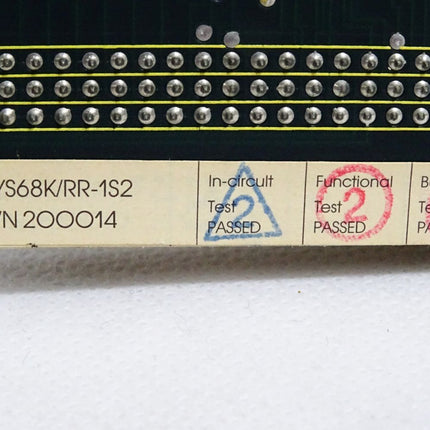 /S68K/RR-1S2
/N 200014
In-circuit
Test
PASSED
2
Functional
Test
PASSED
2